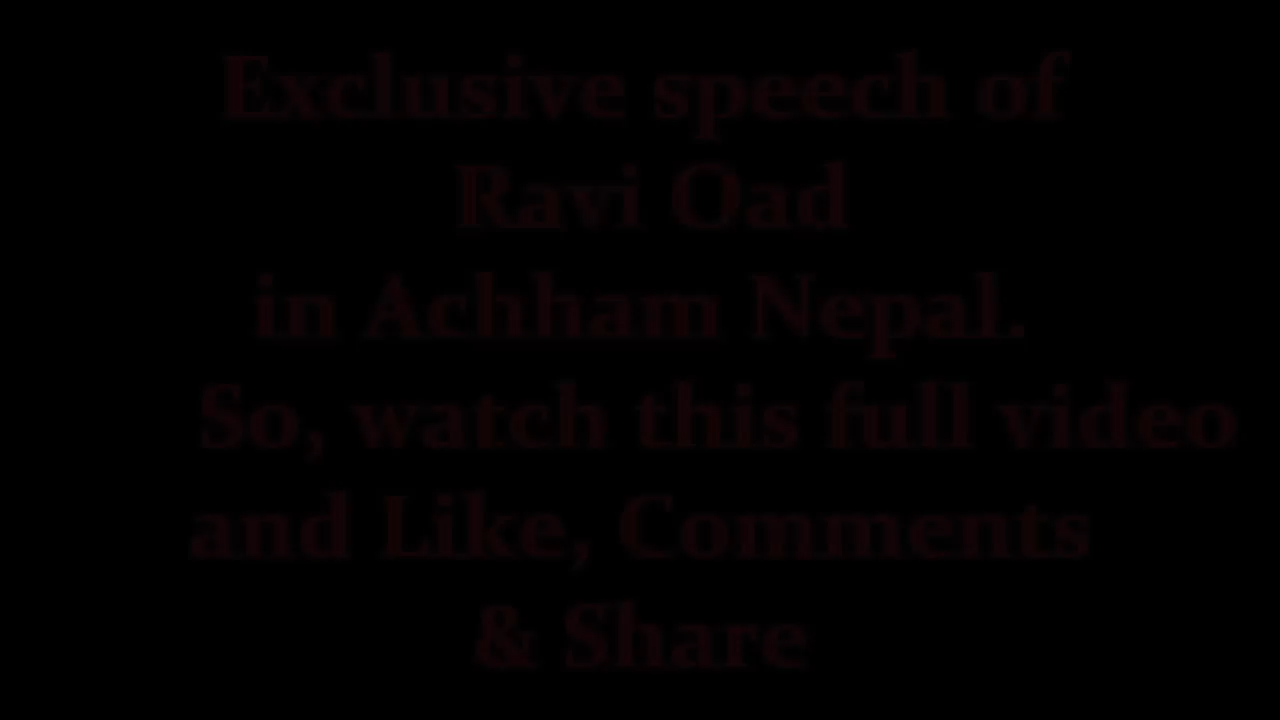 Exclusive speech of
Ravi Oad
in Achham Nepal.
So, watch this full video
and Like, Comments
& Share